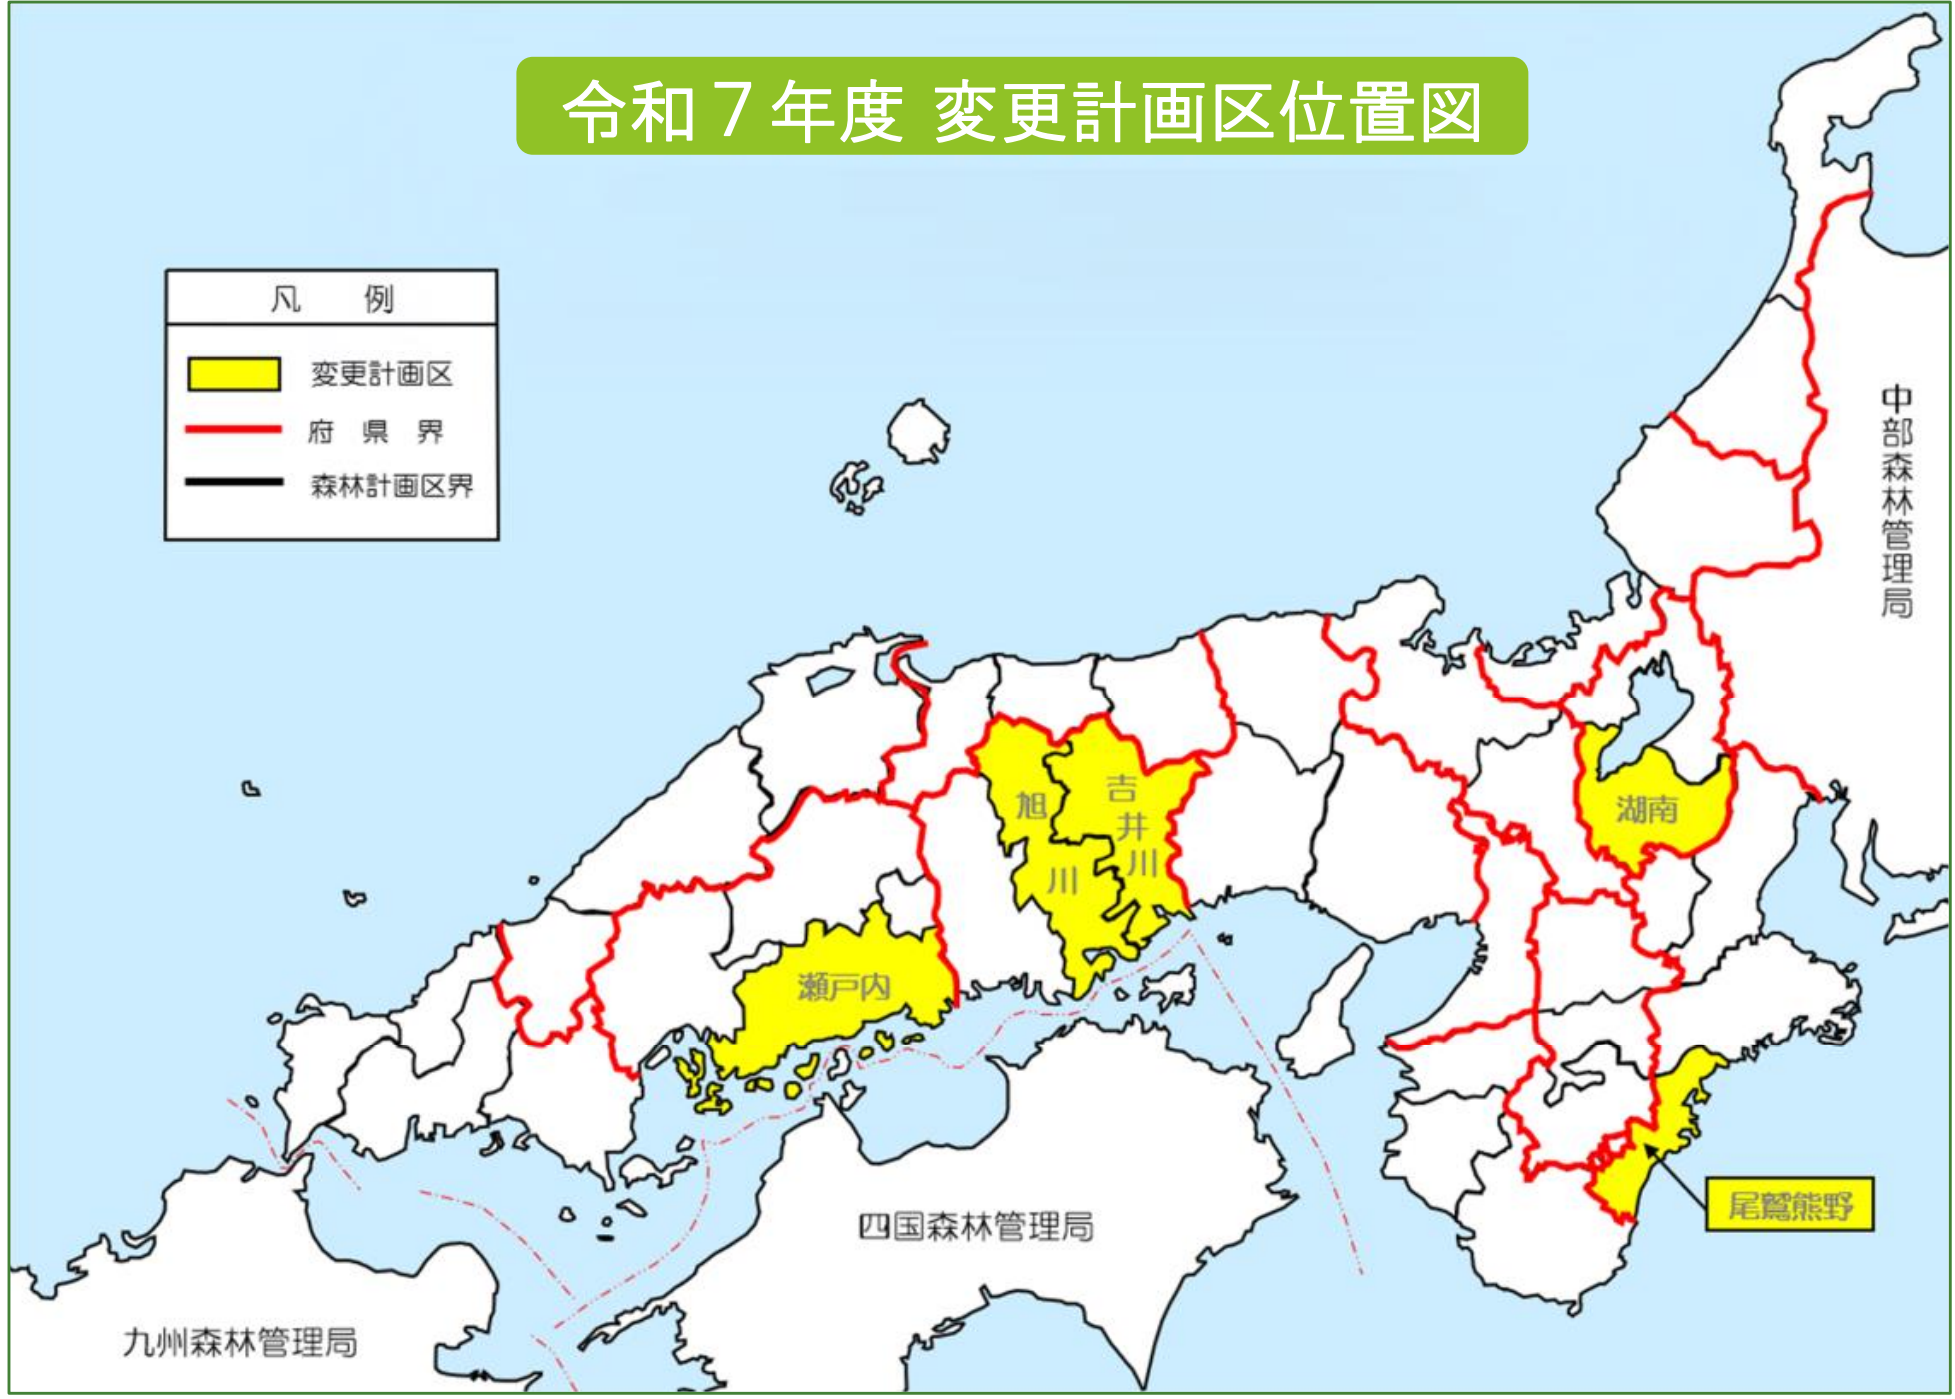 令和７年度 変更計画区位置図
凡　例
変更計画区
府　県　界
森林計画区界
中部森林管理局
旭川
吉井川
湖南
瀬戸内
尾鷲熊野
四国森林管理局
九州森林管理局